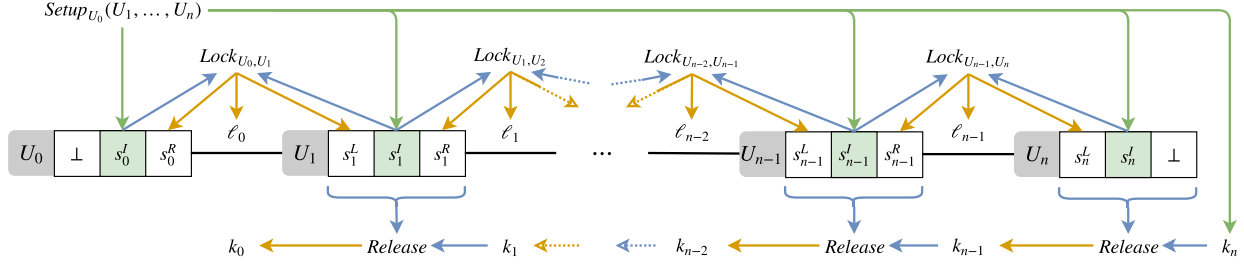 Setup_{U_0}(U_1, … , U_n)
Lock_{U_0,U_1} Lock_{U_1,U_2} Lock_{U_{n-2},U_{n-1}} Lock_{U_{n-1},U_n}
ℓ_0 ℓ_1 ℓ_{n-2} ℓ_{n-1}
U_0 ⊥ s_0^I s_0^R U_1 s_1^L s_1^I s_1^R ... U_{n-1} s_{n-1}^L s_{n-1}^I s_{n-1}^R U_n s_n^L s_n^I ⊥
k_0 Release k_1 k_{n-2} Release k_{n-1} Release k_n